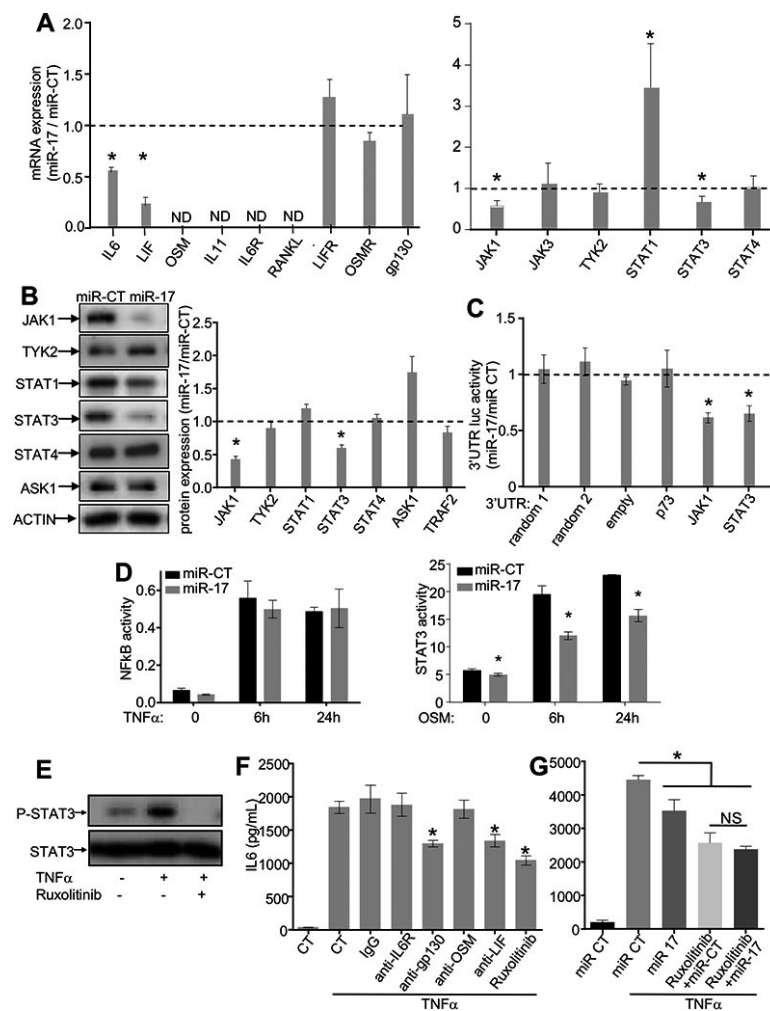 A
mRNA expression
(miR-17 / miR-CT)
2.0
1.5
1.0
0.5
0.0
* *
ND ND ND ND
IL6 LIF OSM IL11 IL6R RANKL LIFR OSMR gp130
5
4
3
2
1
0
* * *
JAK1 JAK3 TYK2 STAT1 STAT3 STAT4
B
miR-CT miR-17
JAK1
TYK2
STAT1
STAT3
STAT4
ASK1
ACTIN
protein expression (miR-17/miR-CT)
2.5
2.0
1.5
1.0
0.5
0.0
* *
JAK1 TYK2 STAT1 STAT3 STAT4 ASK1 TRAF2
C
3'UTR luc activity
(miR-17/miR CT)
1.5
1
0.5
0
* *
3'UTR: random 1 random 2 empty p73 JAK1 STAT3
D
miR-CT
miR-17
NFkB activity
0.6
0.4
0.2
0.0
TNFα: 0 6h 24h
miR-CT
miR-17
STAT3 activity
25
20
15
10
5
0
* * *
OSM: 0 6h 24h
E
P-STAT3
STAT3
TNFα - + +
Ruxolitinib - - +
F
IL6 (pg/mL)
2000
1500
1000
500
0
* * *
CT CT IgG anti-IL6R anti-gp130 anti-OSM anti-LIF Ruxolitinib
TNFα
G
5000
4000
3000
2000
1000
0
*
NS
miR CT miR CT miR 17 Ruxolitinib +miR-CT Ruxolitinib +miR-17
TNFα